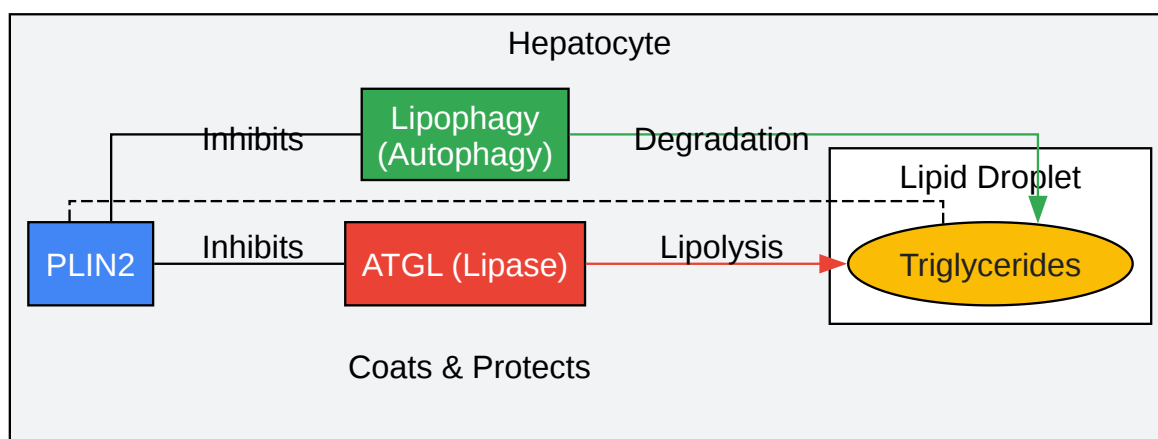 Hepatocyte
Lipophagy
(Autophagy)
Inhibits
Degradation
Lipid Droplet
PLIN2
Inhibits
ATGL (Lipase)
Lipolysis
Triglycerides
Coats & Protects